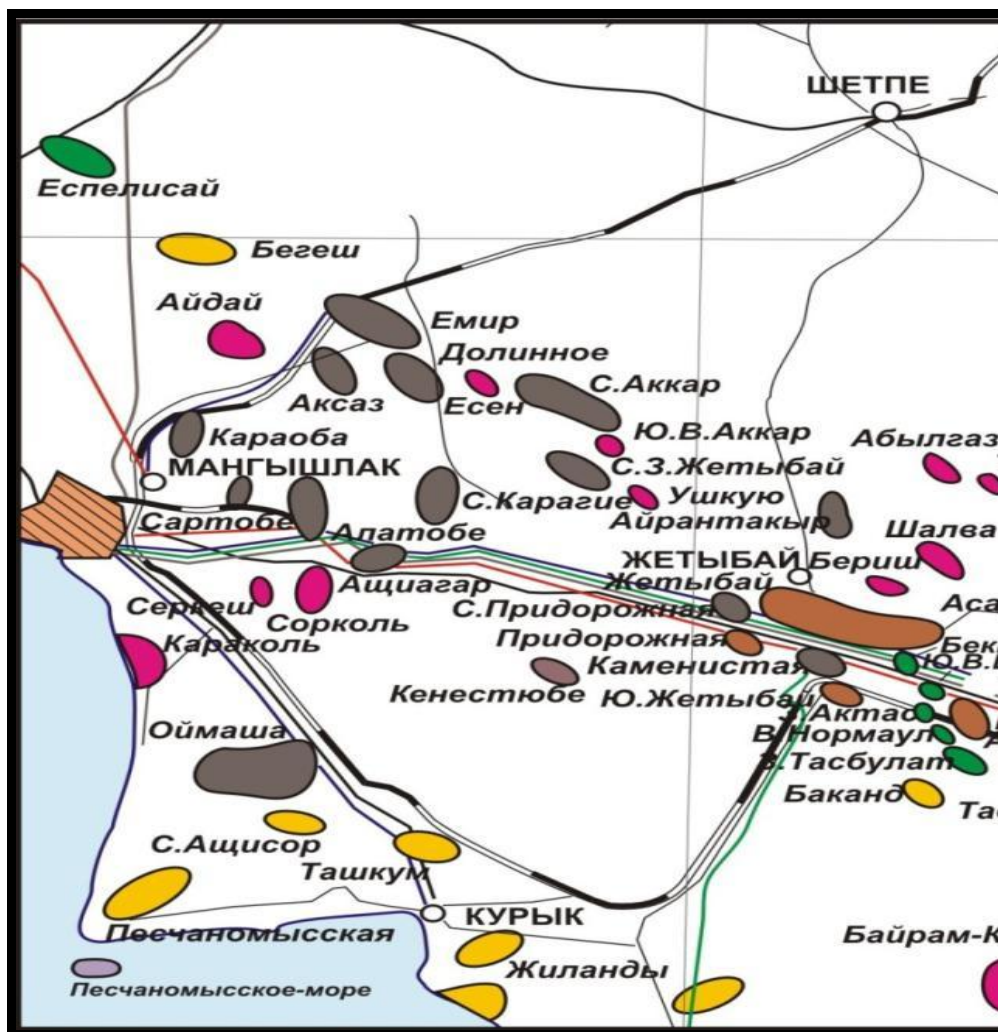 ШЕТПЕ
Еспелисай
Бегеш
Айдай
Емир
Долинное
С.Аккар
Аксаз
Есен
Ю.В.Аккар
Караоба
Абылгаз
С.З.Жетыбай
МАНГЫШЛАК
Ушкую
С.Карагие
Сартобе
Айрантакыр
Алатобе
Шалва
ЖЕТЫБАЙ
Бериш
Жетыбай
Ащиагар
Серкеш
С.Придорожная
Аса
Сорколь
Караколь
Придорожная
Каменистая
Кенестюбе
Ю.Жетыбай
Актас
Оймаша
В.Нормаул
Тасбулат
Баканд
С.Ащисор
Ташкум
КУРЫК
Песчаномысская
Байрам-К
Жиланды
Песчаномысское-море